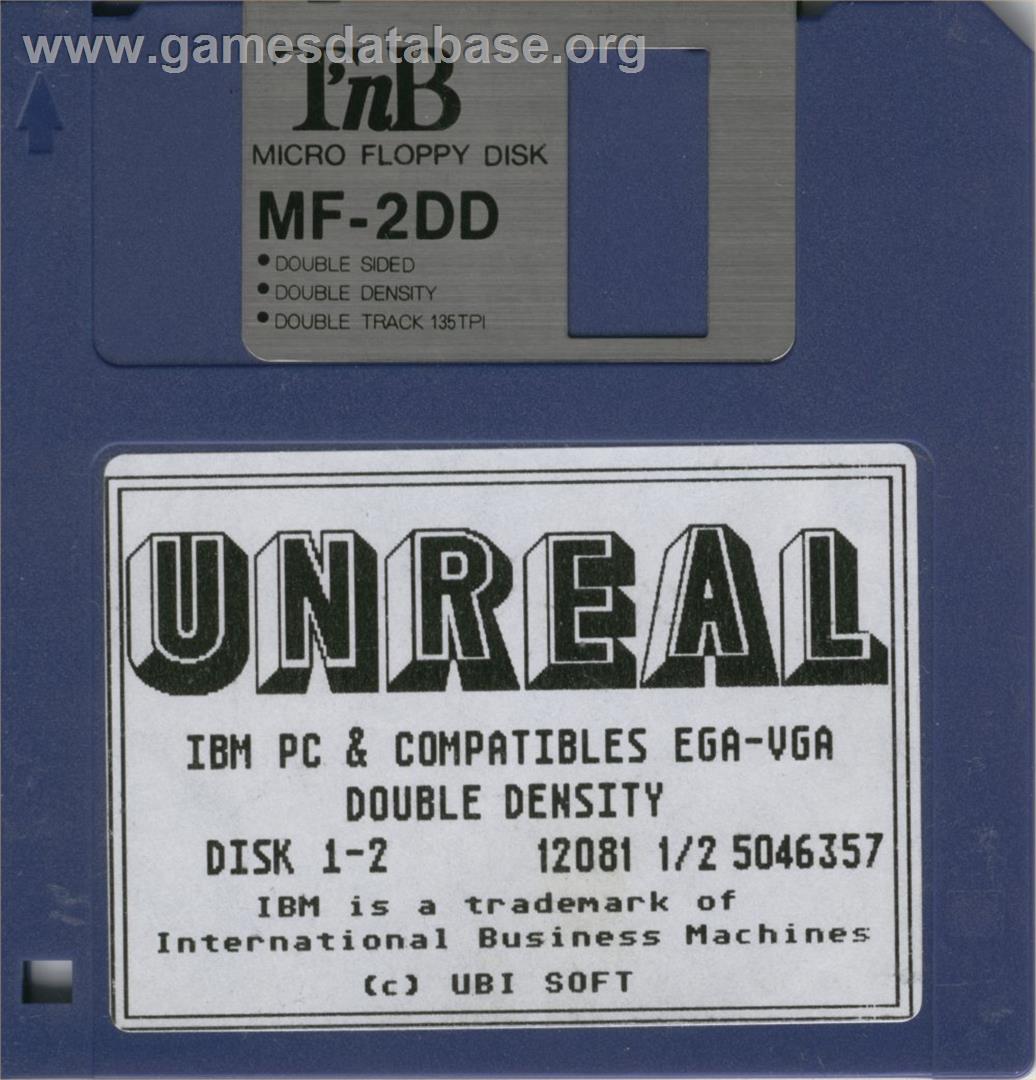 www.gamesdatabase.org
T'nB
MICRO FLOPPY DISK
MF-2DD
• DOUBLE SIDED
• DOUBLE DENSITY
• DOUBLE TRACK 135TPI
UNREAL
IBM PC & COMPATIBLES EGA-VGA
DOUBLE DENSITY
DISK 1-2 12081 1/2 5046357
IBM is a trademark of
International Business Machines
(c) UBI SOFT